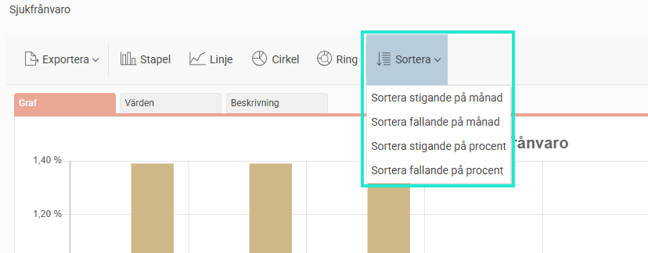 Sjukfrånvaro
Exportera Stapel Linje Cirkel Ring Sortera
Graf Värden Beskrivning
Sortera stigande på månad
Sortera fallande på månad
Sortera stigande på procent
Sortera fallande på procent
frånvaro
1,40 %
1,20 %